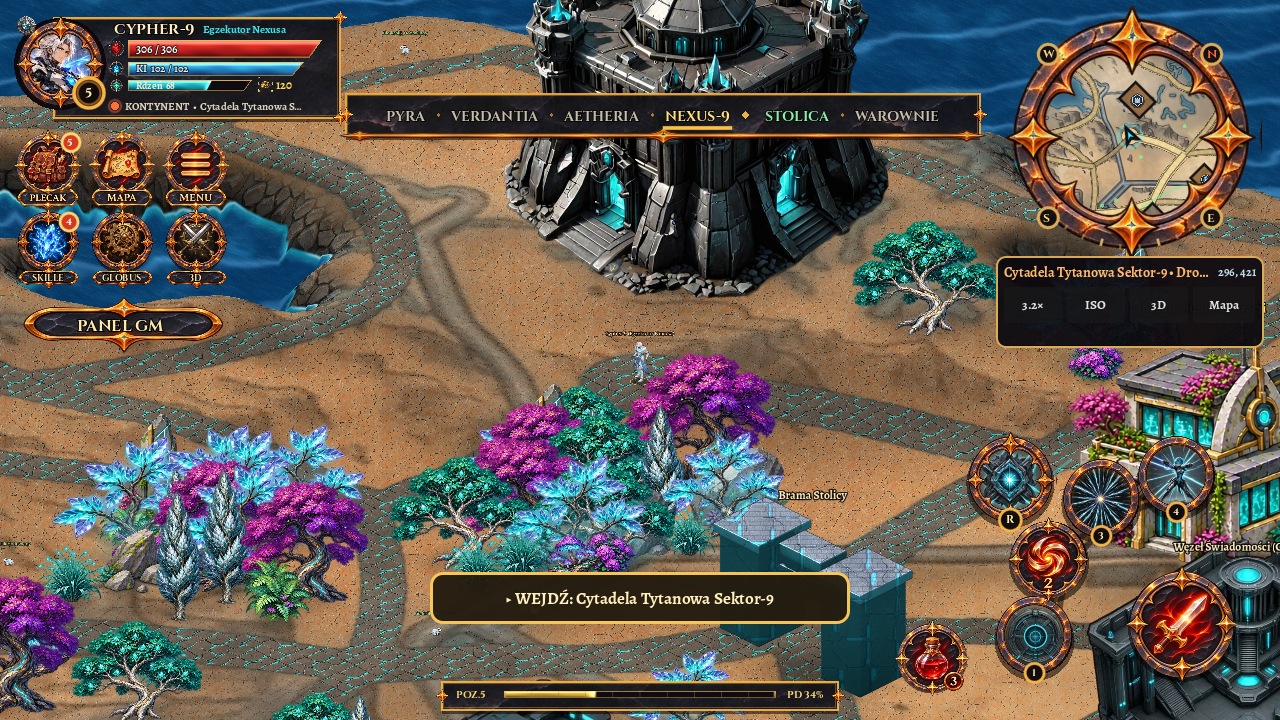 CYPHER-9 Egzekutor Nexusa
306 / 306
KI 102 / 102
Rdzeń 68
120
5
KONTYNENT • Cytadela Tytanowa S...
PYRA • VERDANTIA • AETHERIA • NEXUS-9 ◆ STOLICA • WAROWNIE
W
N
S
E
5
PLECAK
MAPA
MENU
4
SKILLE
GLOBUS
3D
PANEL GM
Cytadela Tytanowa Sektor-9 • Dro... 296,421
3.2×
ISO
3D
Mapa
Brama Stolicy
R
3
4
2
1
3
▸ WEJDŹ: Cytadela Tytanowa Sektor-9
POZ.5
PD 34%